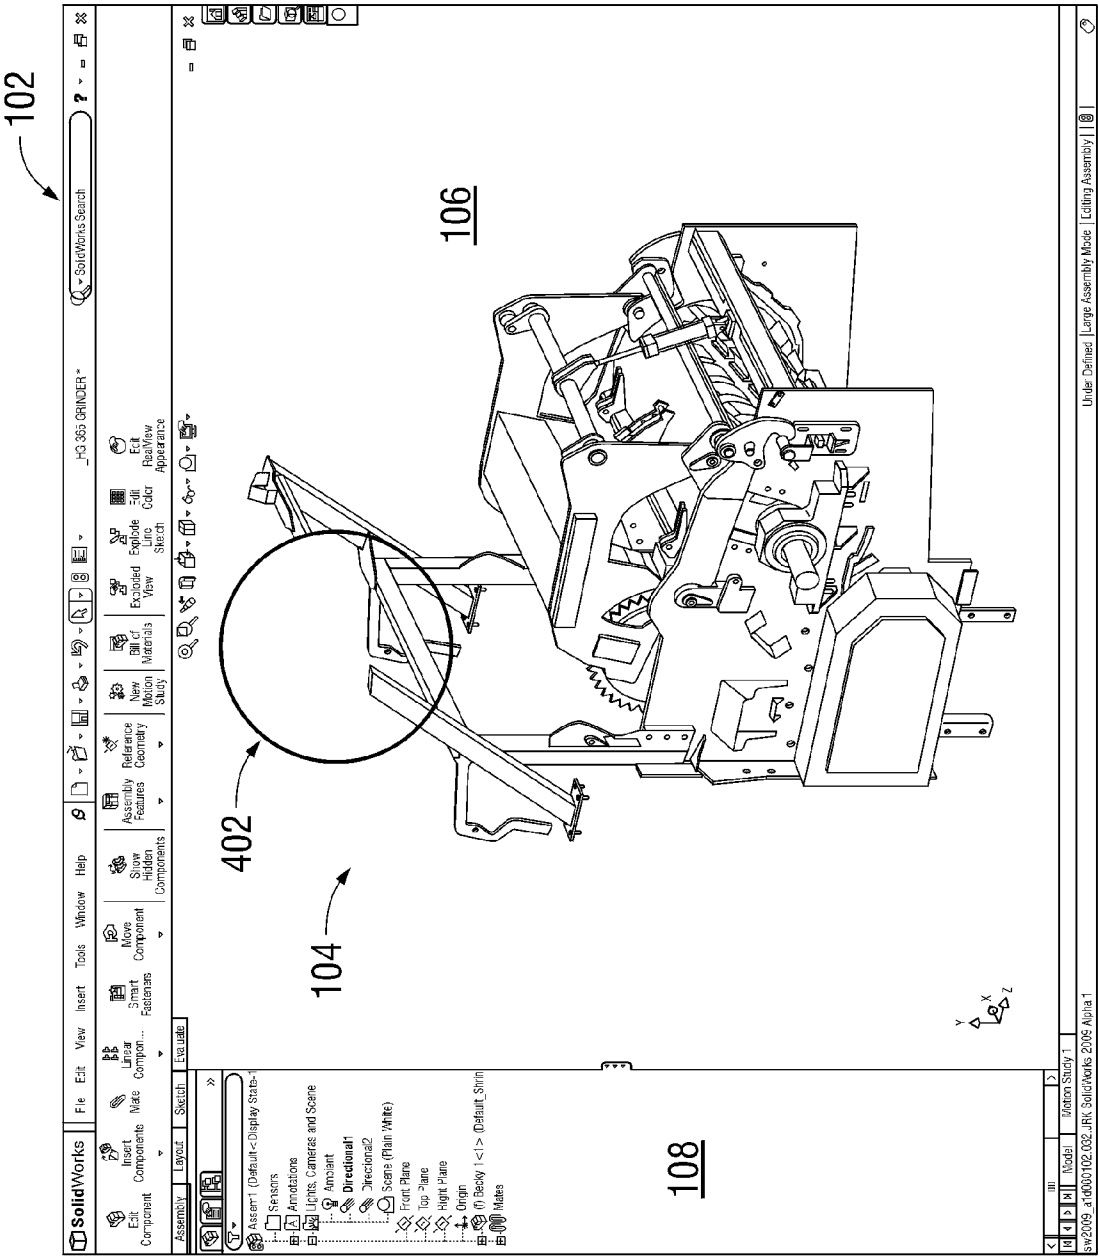 102
SolidWorks
File Edit View Insert Tools Window Help
_HG 365 GRINDER *
SolidWorks Search
?
Edit Component
Insert Components
Mate
Linear Compon...
Smart Fasteners
Move Component
Show Hidden Components
Assembly Features
Reference Geometry
New Motion Study
Bill of Materials
Exploded View
Explode Line Sketch
Edit Color
Edit RealView Appearance
Assembly Layout Sketch Evaluate
»
Assem1 (Default<Display State-1
Sensors
A Annotations
Lights, Cameras and Scene
Ambient
Directional1
Directional2
Scene (Plain White)
Front Plane
Top Plane
Right Plane
Origin
(f) Becky 1<1> (Default_Shrin
Mates
104
402
106
108
Y
X
Z
Model Motion Study 1
sw2009_a1d060102.032.JRK SolidWorks 2009 Alpha 1
Under Defined Large Assembly Mode Editing Assembly